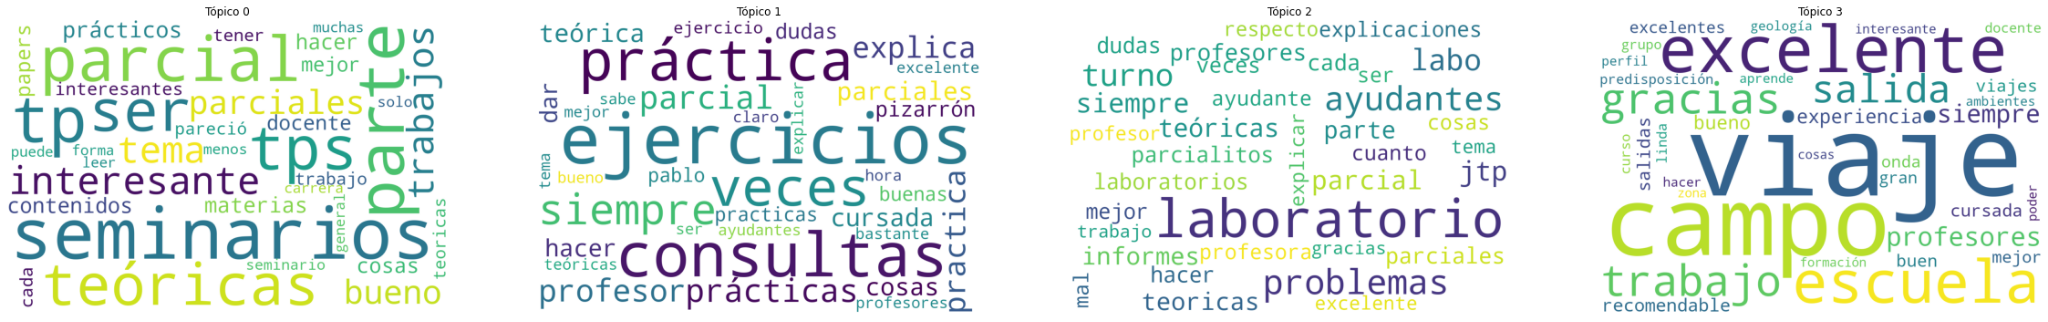 Tópico 0
prácticos
tener
muchas
papers
parcial
hacer
mejor
parte
trabajos
interesantes
tp
ser
parciales
solo
pareció
docente
tps
puede
forma
tema
menos
leer
interesante
trabajo
carrera
contenidos
materias
general
seminarios
teoricas
cada
seminario
cosas
teóricas
bueno
Tópico 1
teórica
ejercicio
dudas
práctica
explica
excelente
dar
sabe
parcial
parciales
mejor
claro
explicar
pizarrón
ejercicios
tema
bueno
pablo
veces
hora
buenas
siempre
practicas
cursada
ser
ayudantes
bastante
practica
hacer
consultas
teóricas
profesor
prácticas
cosas
profesores
Tópico 2
respecto
explicaciones
dudas
profesores
veces
cada
labo
turno
ser
siempre
ayudante
ayudantes
profesor
teóricas
explicar
parte
cosas
parcialitos
cuanto
tema
laboratorios
parcial
jtp
mejor
laboratorio
trabajo
informes
profesora
gracias
parciales
mal
hacer
problemas
teoricas
excelente
Tópico 3
excelentes
geología
interesante
docente
grupo
excelente
perfil
predisposición
aprende
salida
viajes
ambientes
gracias
bueno
experiencia
siempre
curso
linda
salidas
viaje
cosas
onda
hacer
gran
zona
cursada
poder
campo
profesores
trabajo
formación
buen
mejor
escuela
recomendable